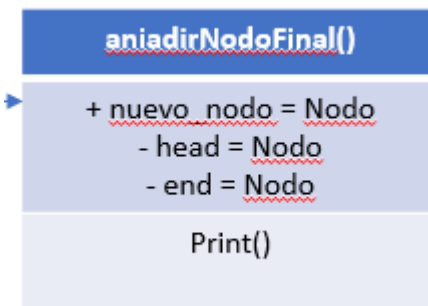 aniadirNodoFinal()
+ nuevo_nodo = Nodo
- head = Nodo
- end = Nodo
Print()